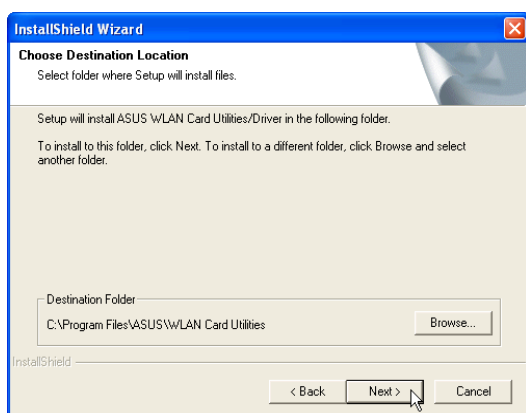 InstallShield Wizard
Choose Destination Location
Select folder where Setup will install files.
Setup will install ASUS WLAN Card Utilities/Driver in the following folder.
To install to this folder, click Next. To install to a different folder, click Browse and select
another folder.
Destination Folder
C:\Program Files\ASUS\WLAN Card Utilities
Browse...
InstallShield
< Back
Next >
Cancel